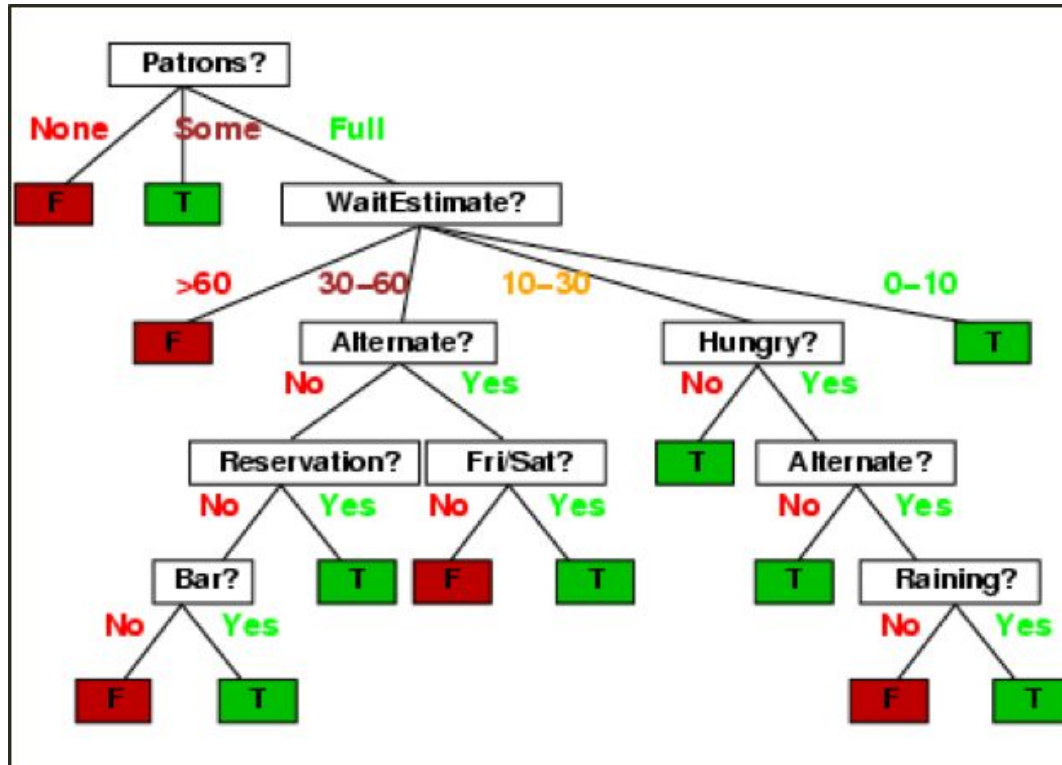 Patrons?
None Some Full
F T WaitEstimate?
>60 30–60 10–30 0–10
F Alternate? Hungry? T
No Yes No Yes
Reservation? Fri/Sat? T Alternate?
No Yes No Yes No Yes
Bar? T F T T Raining?
No Yes No Yes
F T F T